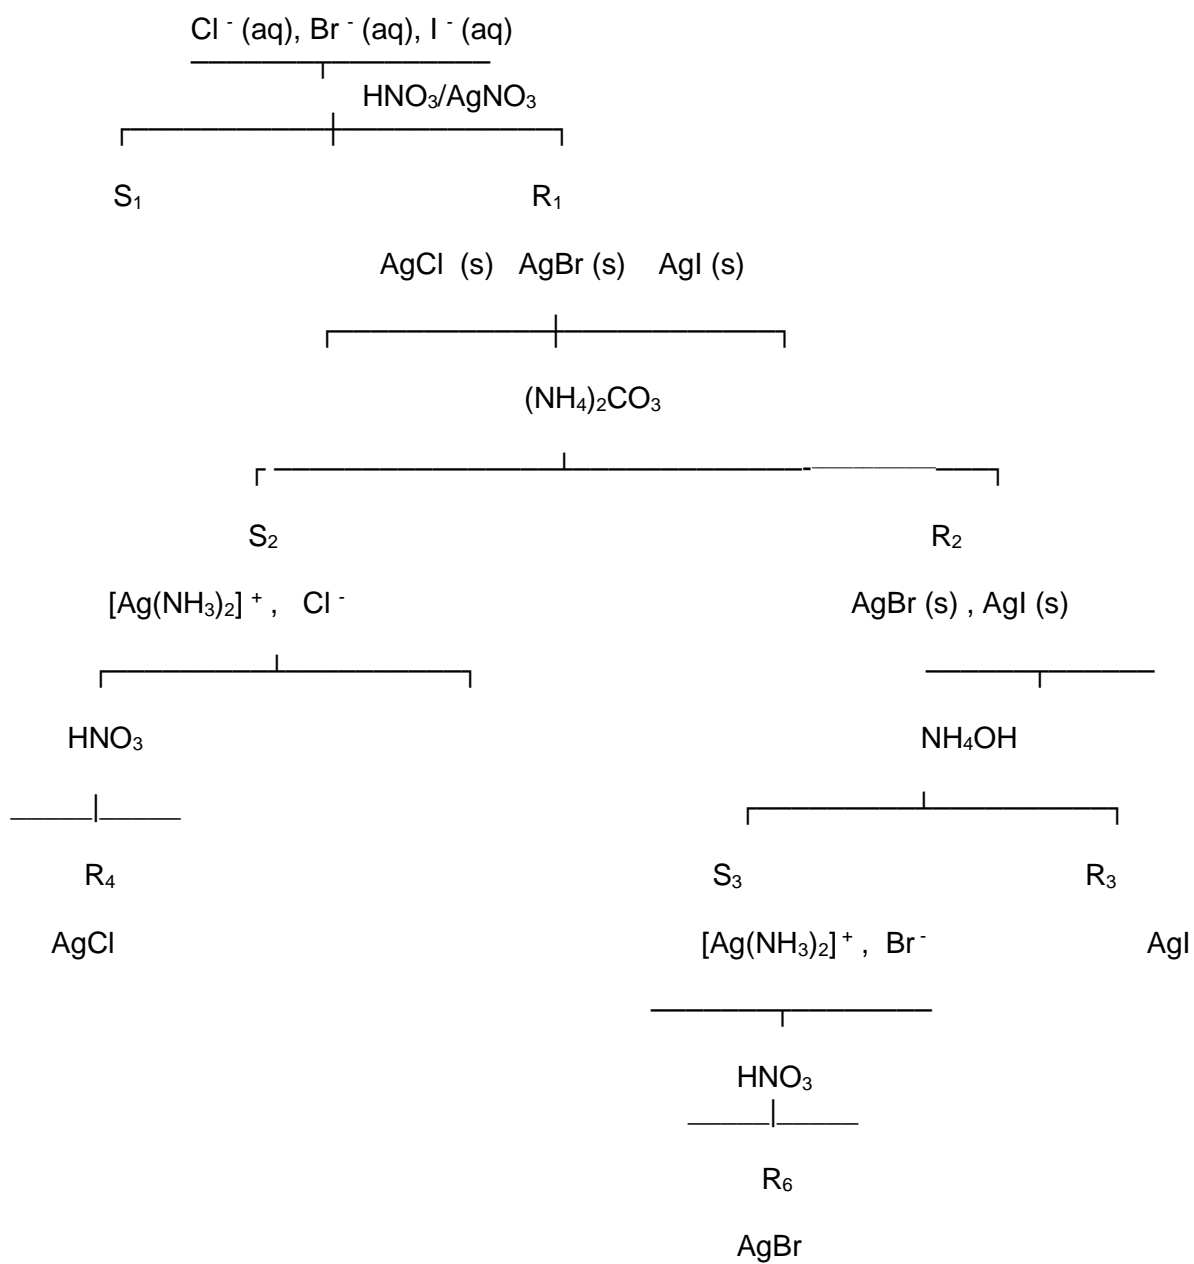 Cl ⁻ (aq), Br ⁻ (aq), I ⁻ (aq)
HNO₃/AgNO₃
S₁ R₁
AgCl (s) AgBr (s) AgI (s)
(NH₄)₂CO₃
S₂ R₂
[Ag(NH₃)₂] ⁺ , Cl ⁻ AgBr (s) , AgI (s)
HNO₃ NH₄OH
R₄ S₃ R₃
AgCl [Ag(NH₃)₂] ⁺ , Br ⁻ AgI
HNO₃
R₆
AgBr